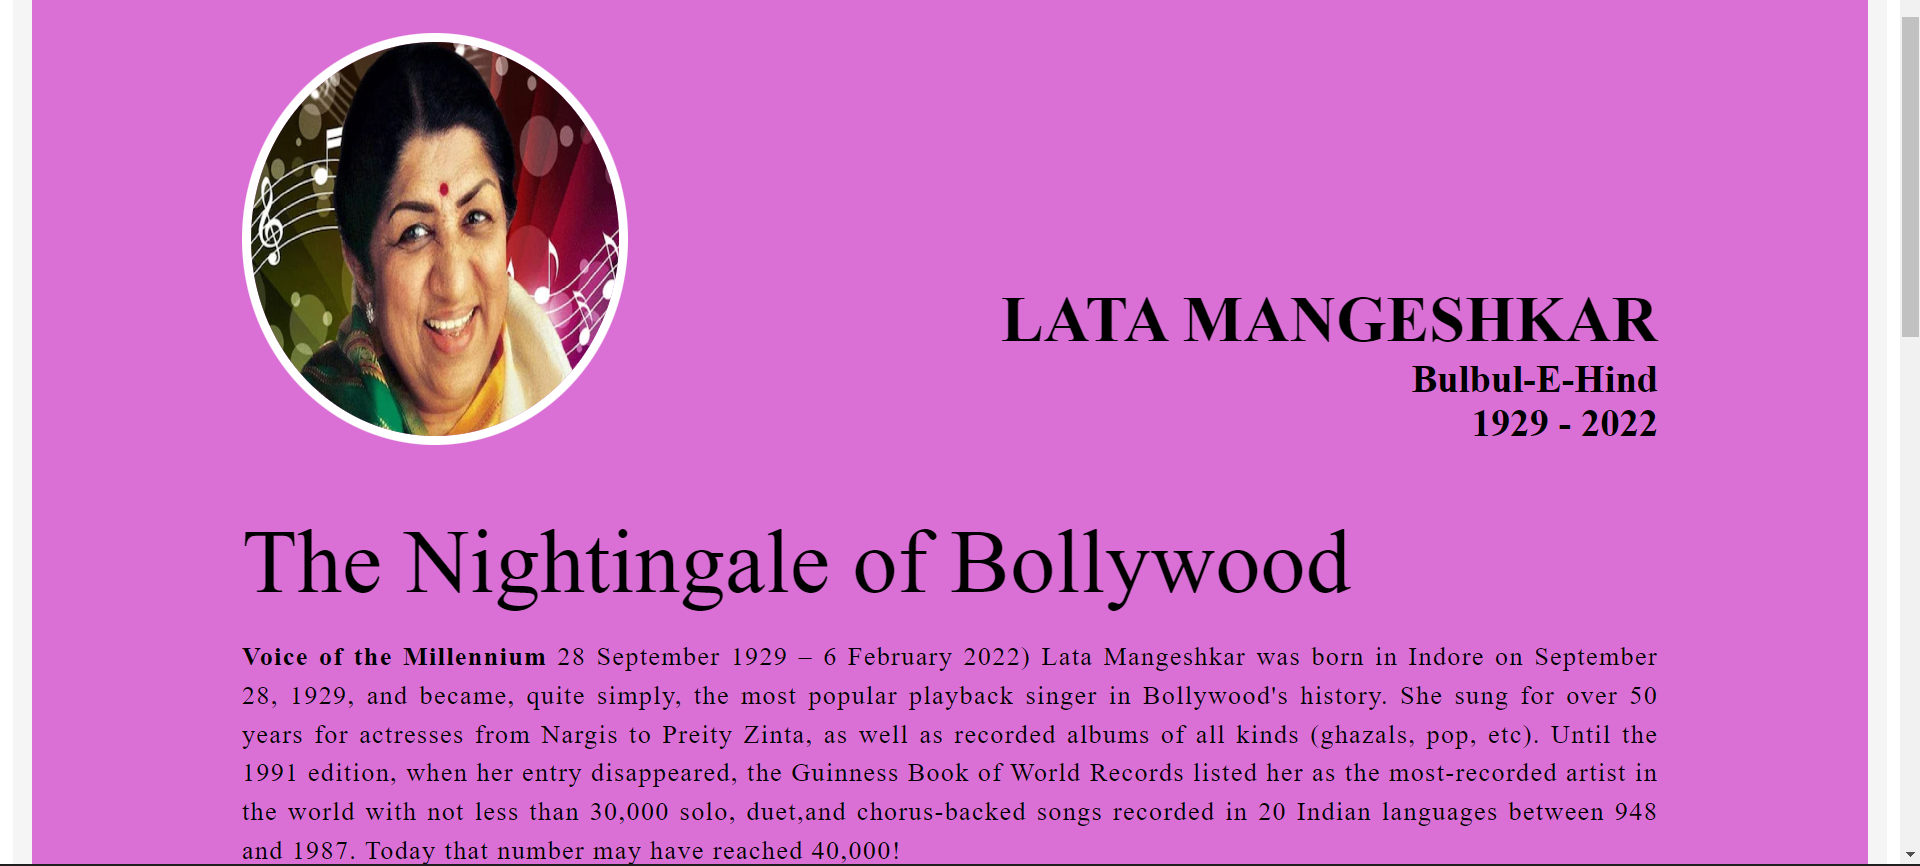 LATA MANGESHKAR
Bulbul-E-Hind
1929 - 2022
The Nightingale of Bollywood
Voice of the Millennium 28 September 1929 – 6 February 2022) Lata Mangeshkar was born in Indore on September
28, 1929, and became, quite simply, the most popular playback singer in Bollywood's history. She sung for over 50
years for actresses from Nargis to Preity Zinta, as well as recorded albums of all kinds (ghazals, pop, etc). Until the
1991 edition, when her entry disappeared, the Guinness Book of World Records listed her as the most-recorded artist in
the world with not less than 30,000 solo, duet,and chorus-backed songs recorded in 20 Indian languages between 948
and 1987. Today that number may have reached 40,000!